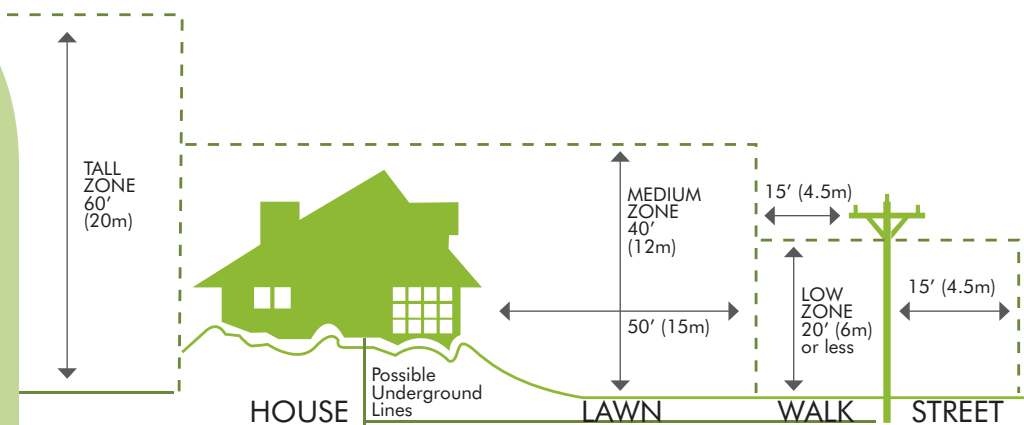 TALL
ZONE
60'
(20m)
MEDIUM
ZONE
40'
(12m)
50' (15m)
15' (4.5m)
LOW
ZONE
20' (6m)
or less
15' (4.5m)
Possible
Underground
Lines
HOUSE
LAWN
WALK
STREET